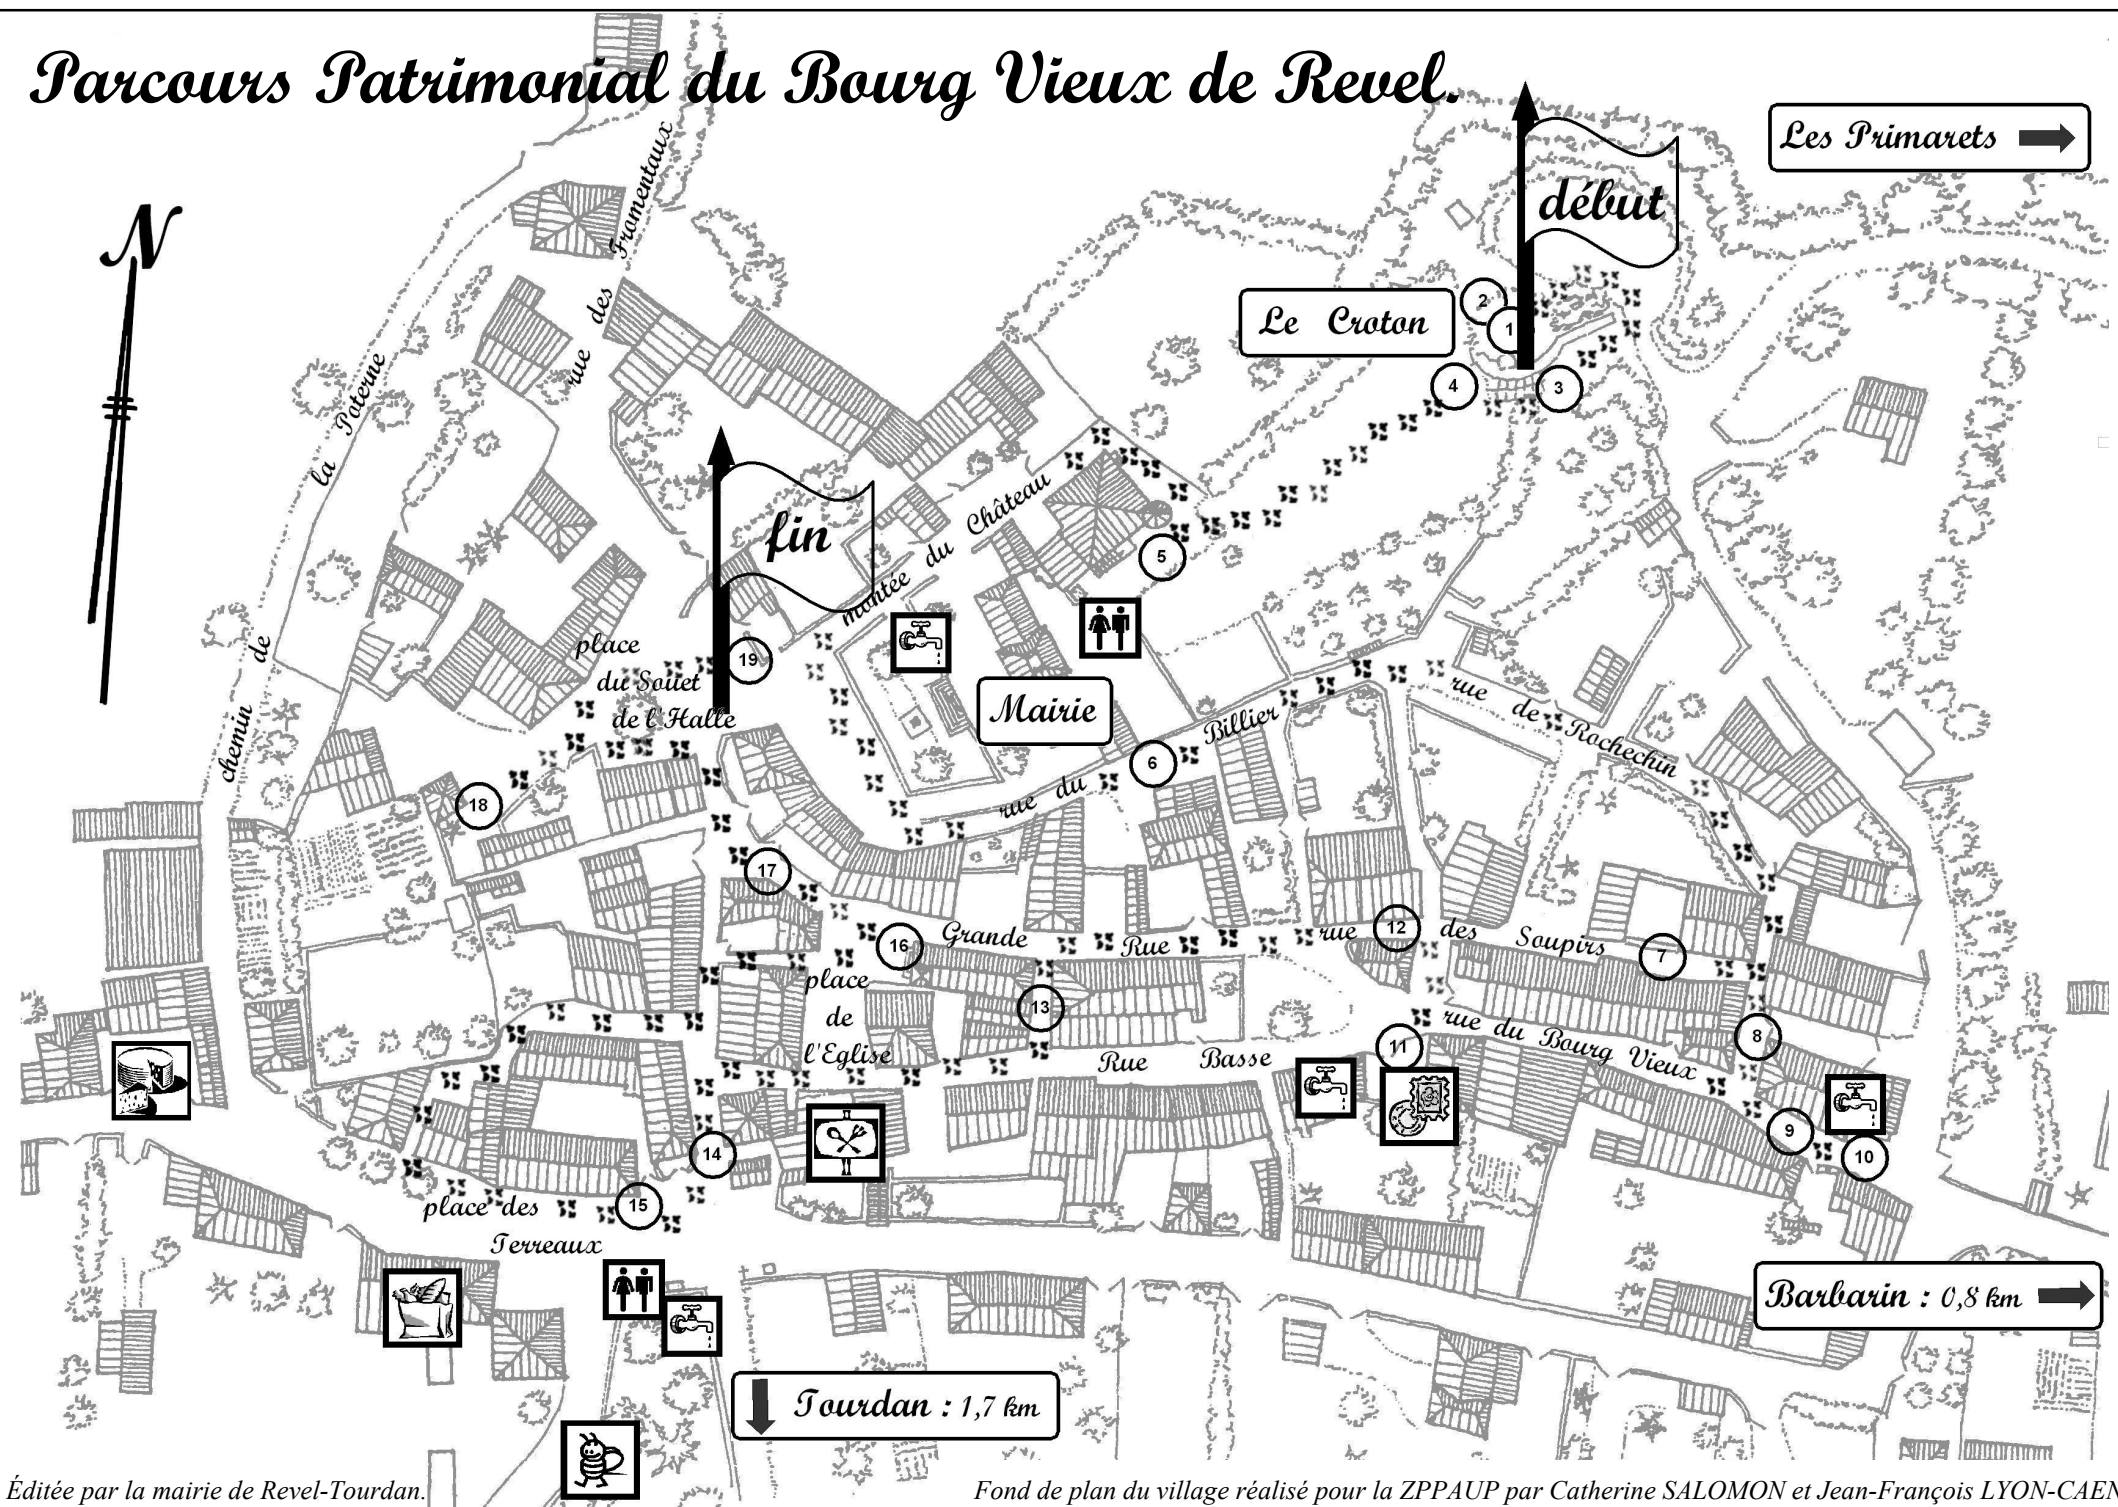 Parcours Patrimonial du Bourg Vieux de Revel.
Les Primarets
début
N
rue des Fromentaux
Le Croton
2
1
4
3
chemin de la Poterne
fin
montée du Château
5
place
du Souet
de l'Halle
19
Mairie
rue du Billier
6
rue de Rochechin
18
17
16
Grande Rue
rue des Soupirs
12
7
place
de
l'Eglise
13
rue du Bourg Vieux
8
11
Rue Basse
9
10
14
15
place des
Terreaux
Barbarin : 0,8 km
Tourdan : 1,7 km
Éditée par la mairie de Revel-Tourdan.
Fond de plan du village réalisé pour la ZPPAUP par Catherine SALOMON et Jean-François LYON-CAEN